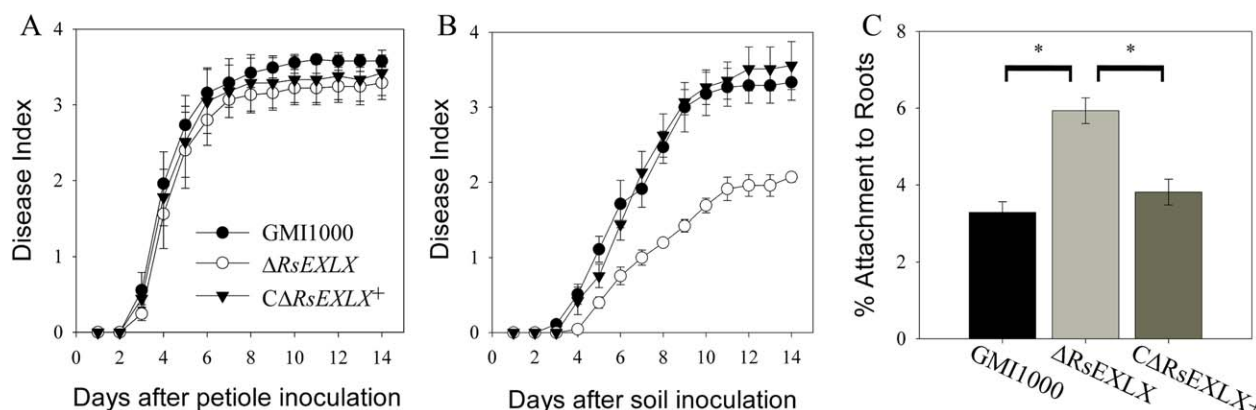 A
4
3
2
1
0
Disease Index
0 2 4 6 8 10 12 14
Days after petiole inoculation
GMI1000
ΔRsEXLX
CΔRsEXLX+
B
4
3
2
1
0
Disease Index
0 2 4 6 8 10 12 14
Days after soil inoculation
C
8
6
4
2
0
% Attachment to Roots
* *
GMI1000
ΔRsEXLX
CΔRsEXLX+